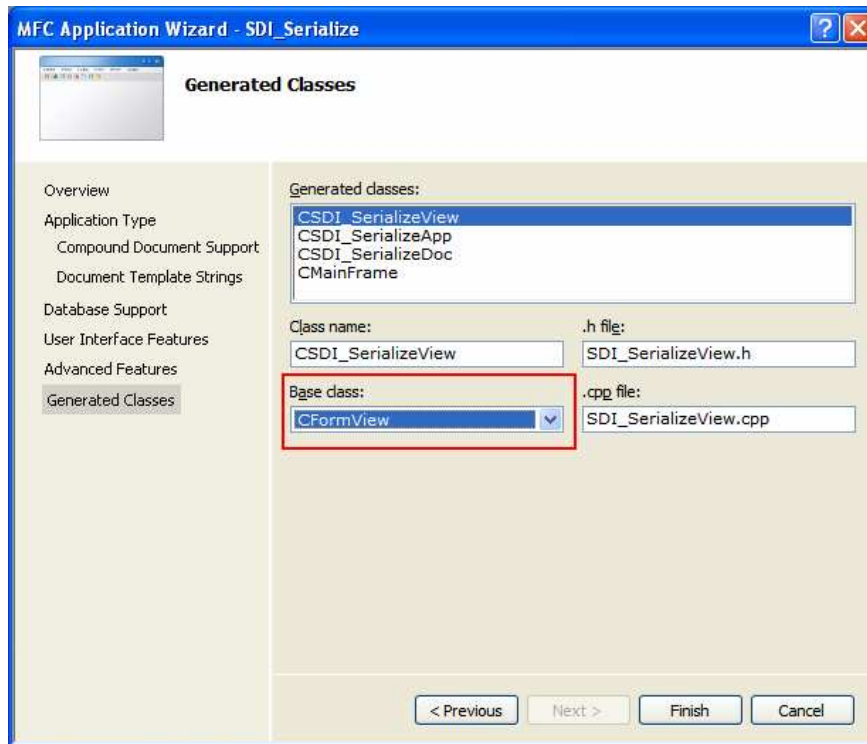 MFC Application Wizard - SDI_Serialize
Generated Classes
Overview
Application Type
Compound Document Support
Document Template Strings
Database Support
User Interface Features
Advanced Features
Generated Classes
Generated classes:
CSDI_SerializeView
CSDI_SerializeApp
CSDI_SerializeDoc
CMainFrame
Class name:
.h file:
CSDI_SerializeView
SDI_SerializeView.h
Base class:
.cpp file:
CFormView
SDI_SerializeView.cpp
< Previous
Next >
Finish
Cancel